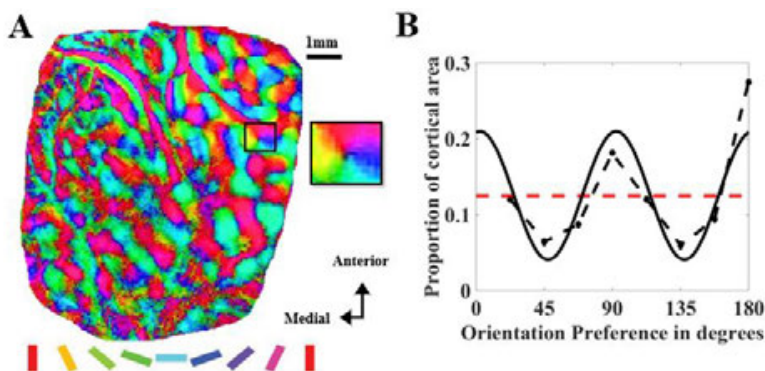 A
1mm
Anterior
Medial
B
Proportion of cortical area
0.3
0.2
0.1
0
0 45 90 135 180
Orientation Preference in degrees